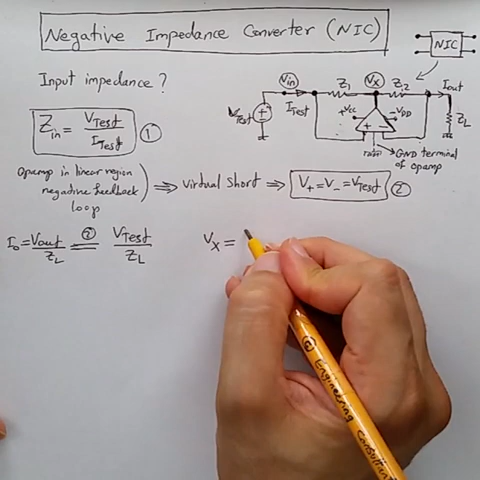 Negative Impedance Converter (NIC)
NIC
Input impedance?
Vin
Z1
Vx
Z2
Iout
ITest
VTest
+VCC
-VDD
ZL
+ -
GND terminal
of opamp
Zin = VTest / ITest ①
Opamp in linear region
negative feedback
loop
⇒ Virtual Short ⇒ V+ = V- = VTest ②
Io = Vout / ZL = ② VTest / ZL
Vx =
Engineering Consultant